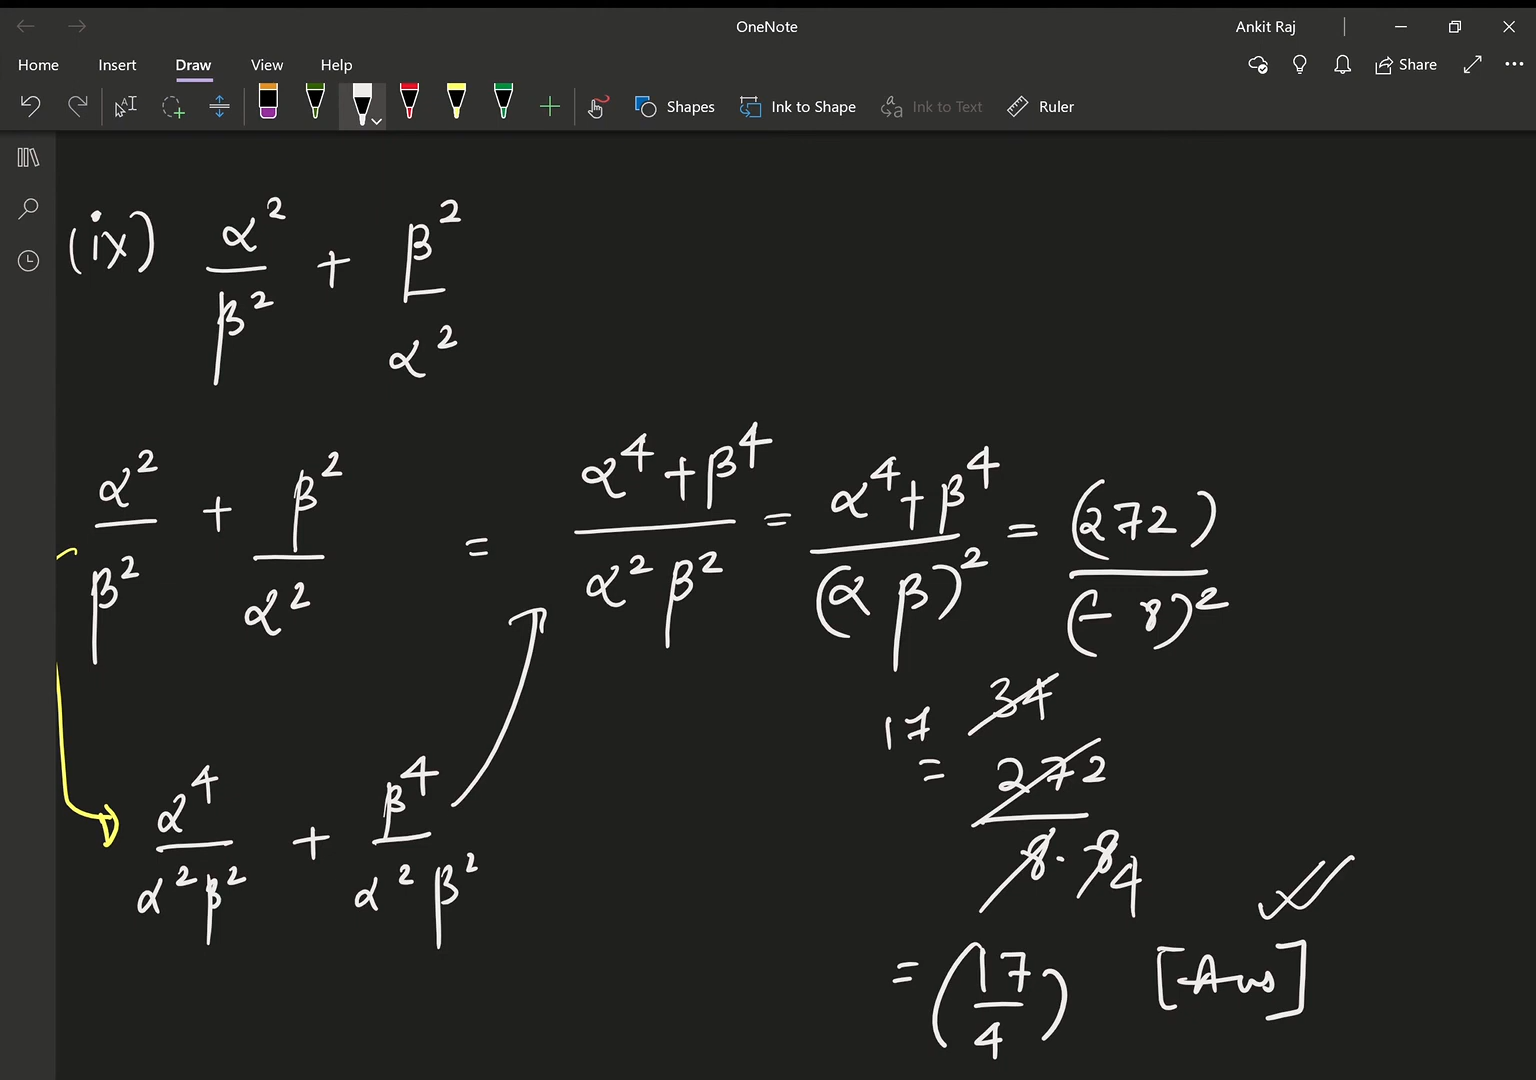 OneNote
Ankit Raj
Home Insert Draw View Help
Share
Shapes Ink to Shape Ink to Text Ruler
(ix) α²/β² + β²/α²
α²/β² + β²/α² = (α⁴+β⁴)/(α²β²) = (α⁴+β⁴)/(αβ)² = (272)/(-8)²
17 34
= 272/8·8 4
α⁴/α²β² + β⁴/α²β²
= (17/4) [Ans]